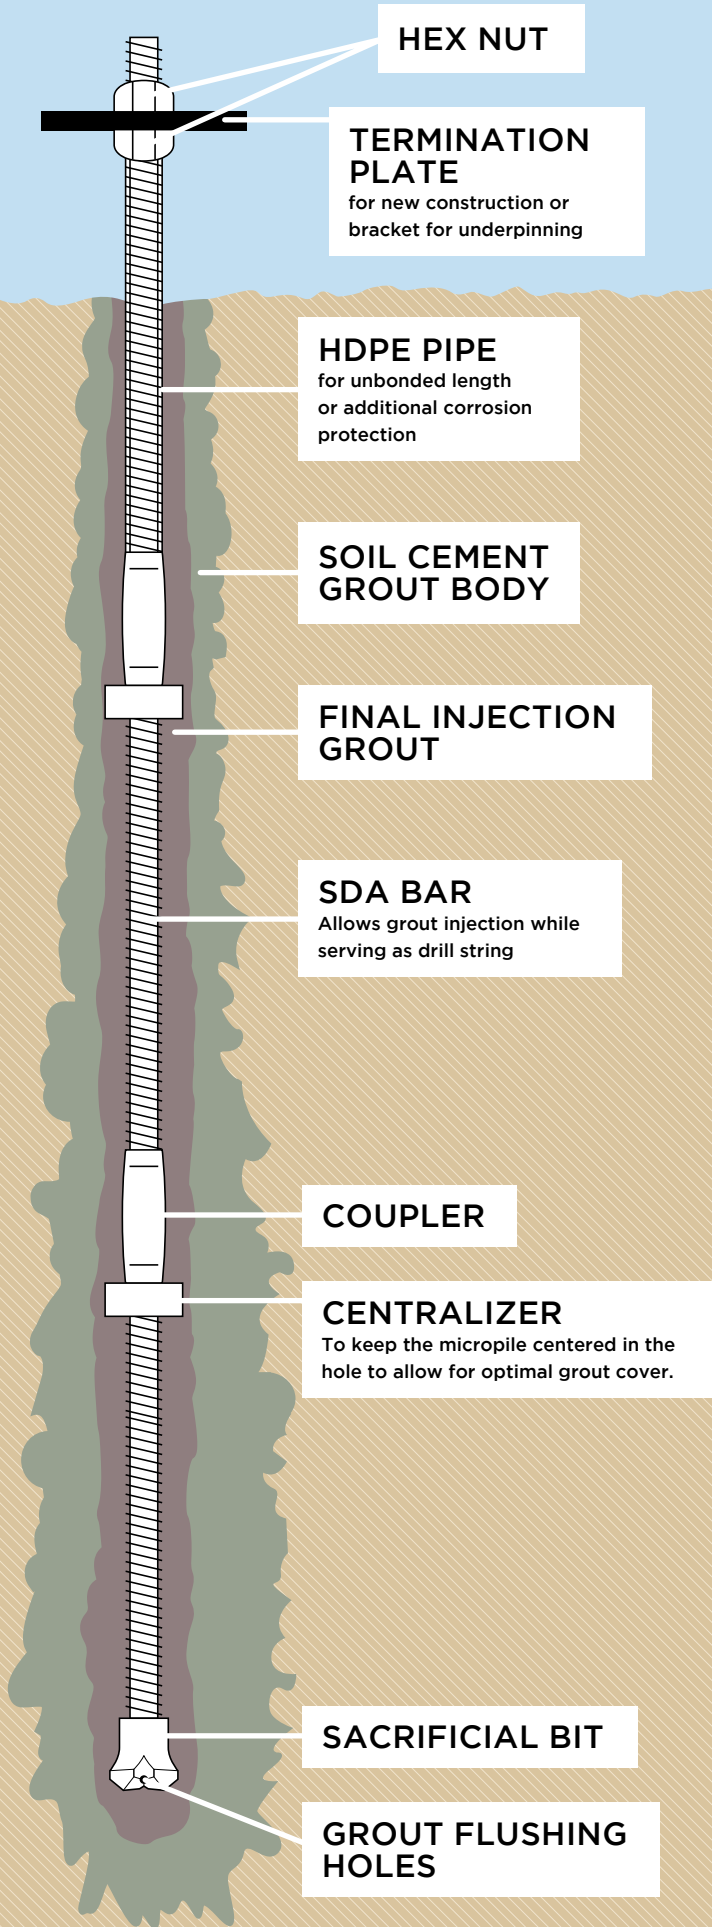 HEX NUT
TERMINATION
PLATE
for new construction or
bracket for underpinning
HDPE PIPE
for unbonded length
or additional corrosion
protection
SOIL CEMENT
GROUT BODY
FINAL INJECTION
GROUT
SDA BAR
Allows grout injection while
serving as drill string
COUPLER
CENTRALIZER
To keep the micropile centered in the
hole to allow for optimal grout cover.
SACRIFICIAL BIT
GROUT FLUSHING
HOLES